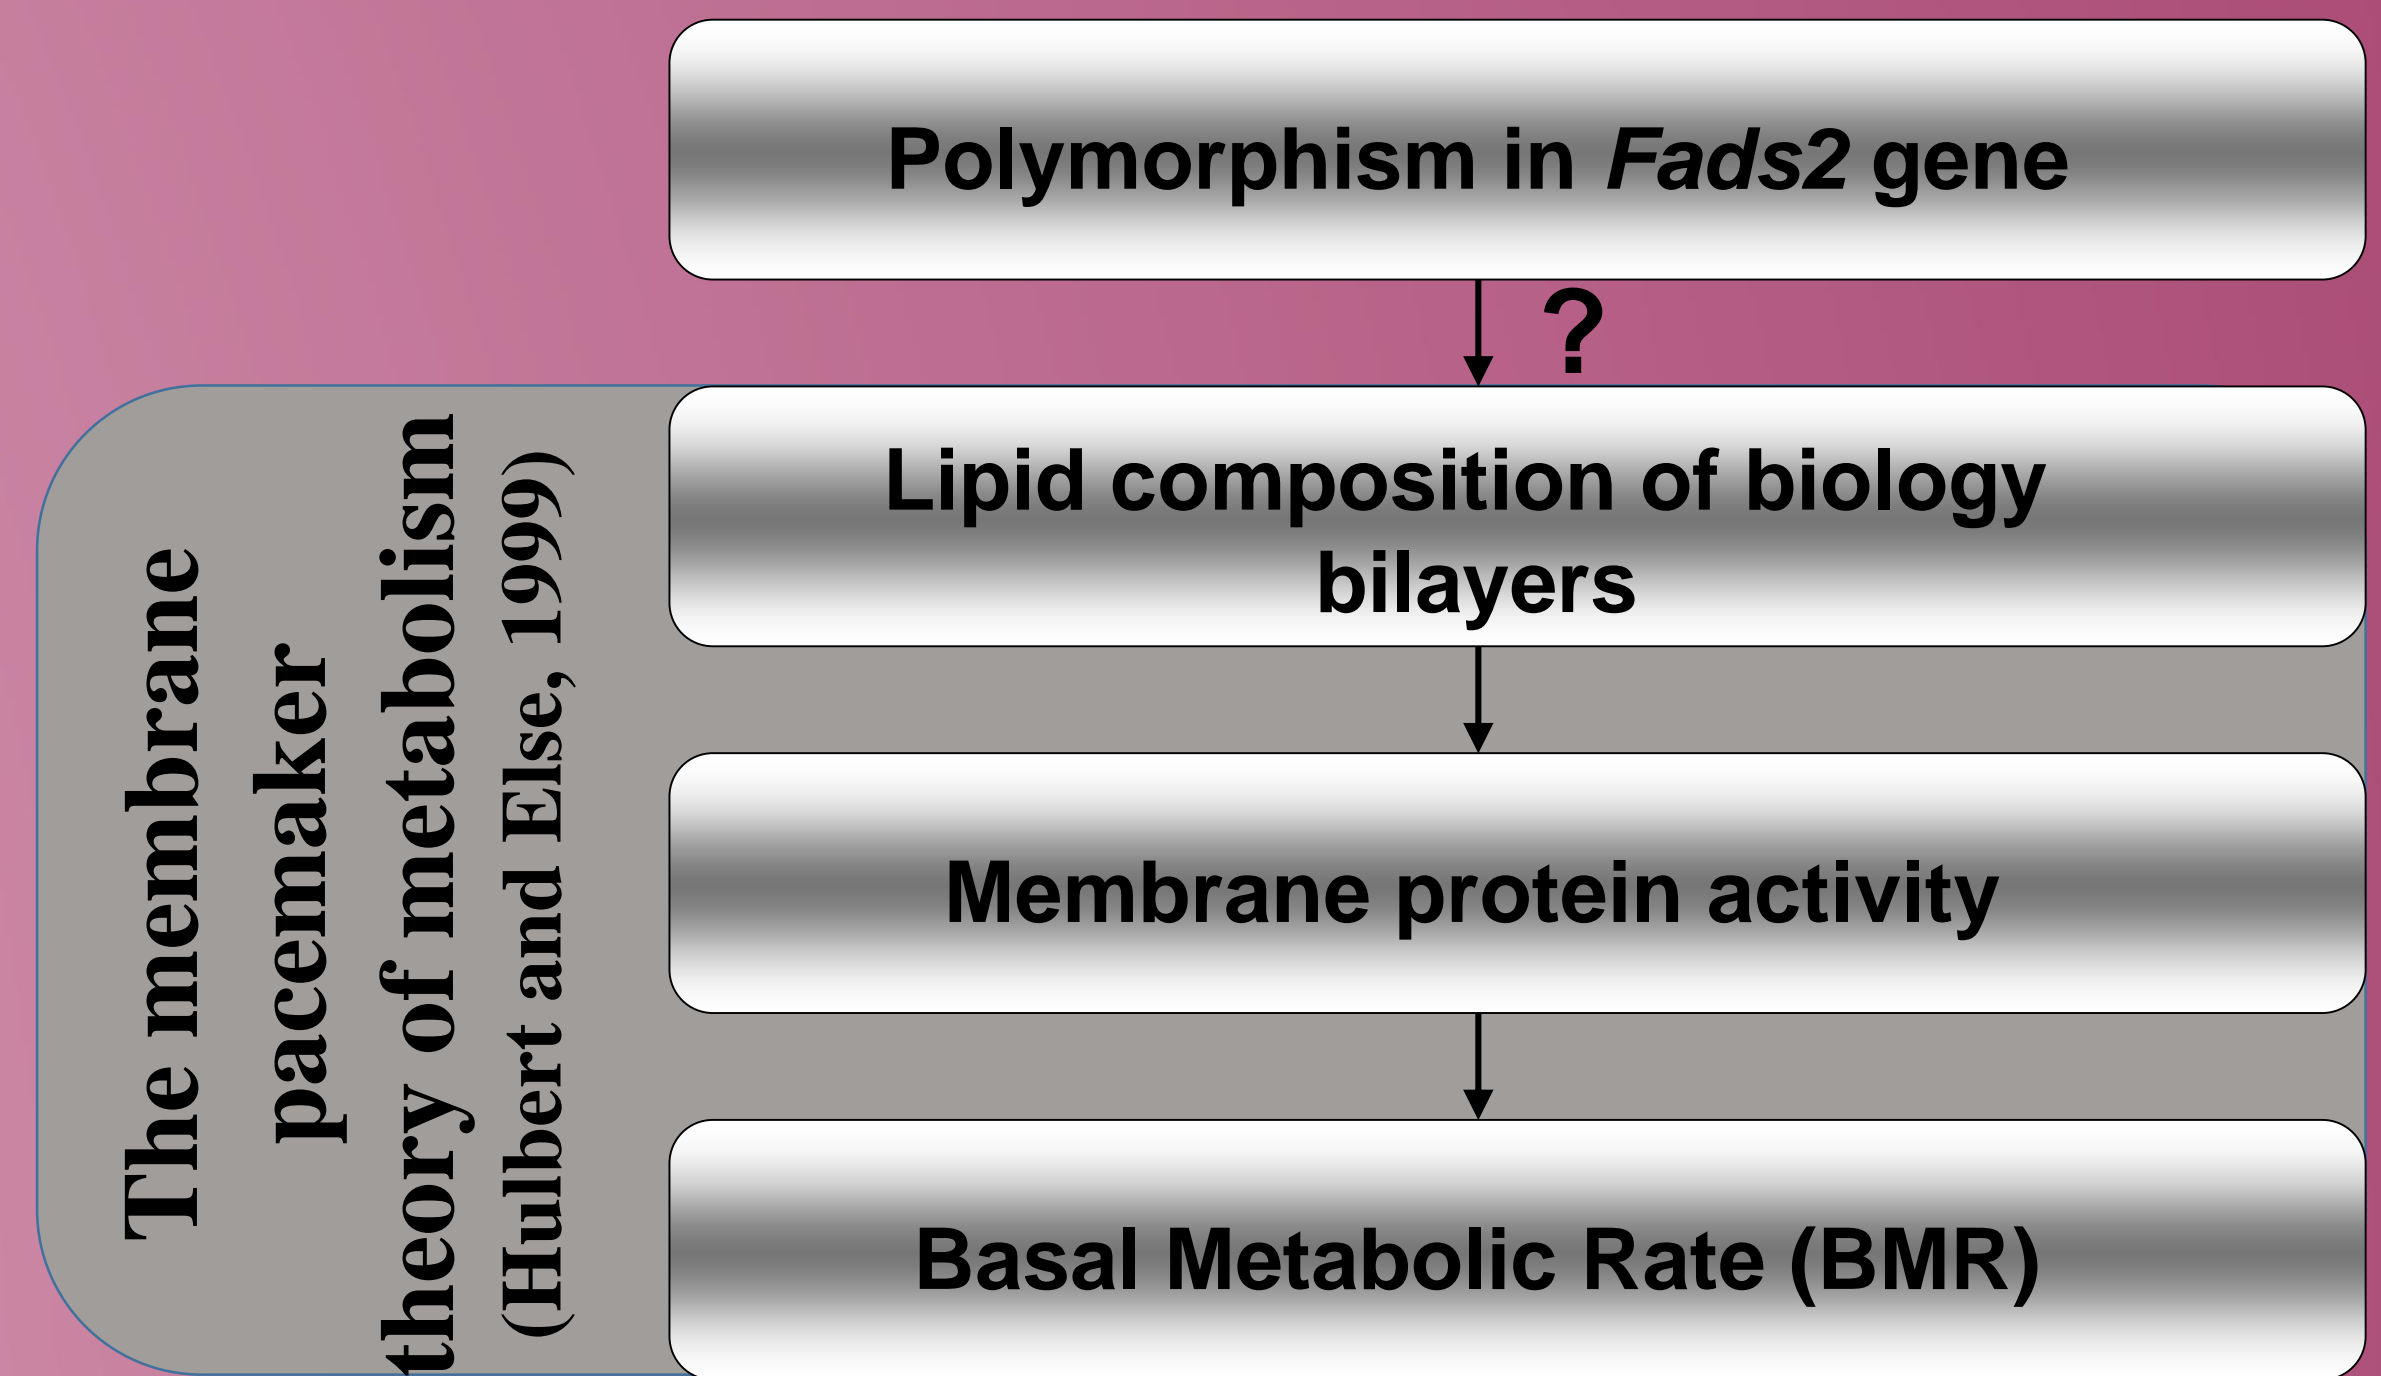 Polymorphism in Fads2 gene
?
Lipid composition of biology
bilayers
Membrane protein activity
Basal Metabolic Rate (BMR)
The membrane
pacemaker
theory of metabolism
(Hulbert and Else, 1999)